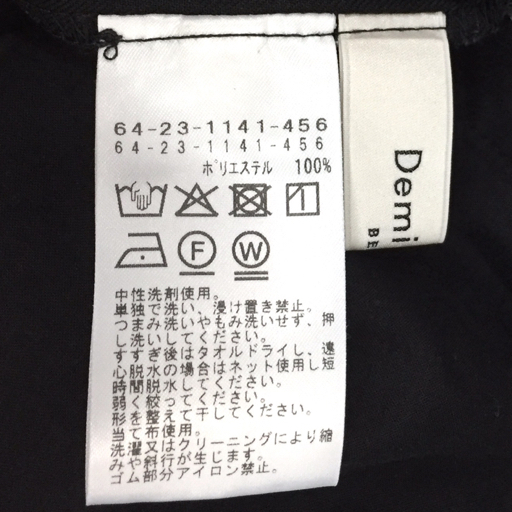 64-23-1141-456
64-23-1141-456
ポリエステル 100%
F
W
中性洗剤使用。
単独で洗い、浸け置き禁止。
つまみ洗いやもみ洗いせず、押
し洗いしてください。
すすぎ後はタオルドライし、遠
心脱水の場合はネット使用し短
時間脱水してください。
弱く絞ってください。
形を整えて干してください。
当て布使用。
洗濯又はクリーニングにより縮
みや斜行が生じます。
ゴム部分アイロン禁止。
Demi
BE